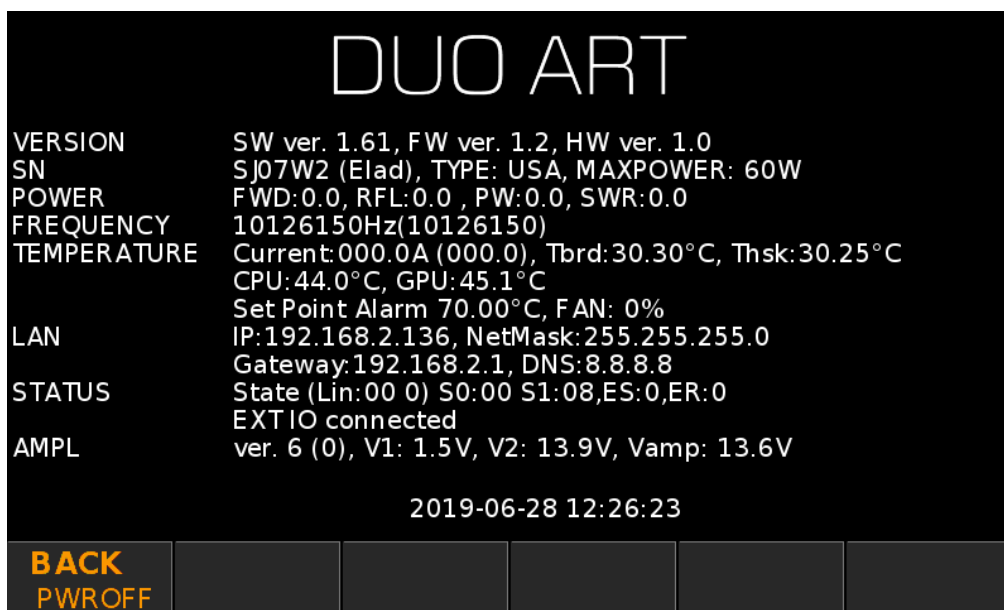 DUO ART
VERSION SW ver. 1.61, FW ver. 1.2, HW ver. 1.0
SN SJ07W2 (Elad), TYPE: USA, MAXPOWER: 60W
POWER FWD:0.0, RFL:0.0 , PW:0.0, SWR:0.0
FREQUENCY 10126150Hz(10126150)
TEMPERATURE Current:000.0A (000.0), Tbrd:30.30°C, Thsk:30.25°C
CPU:44.0°C, GPU:45.1°C
Set Point Alarm 70.00°C, FAN: 0%
LAN IP:192.168.2.136, NetMask:255.255.255.0
Gateway:192.168.2.1, DNS:8.8.8.8
STATUS State (Lin:00 0) S0:00 S1:08,ES:0,ER:0
EXT IO connected
AMPL ver. 6 (0), V1: 1.5V, V2: 13.9V, Vamp: 13.6V
2019-06-28 12:26:23
BACK
PWROFF